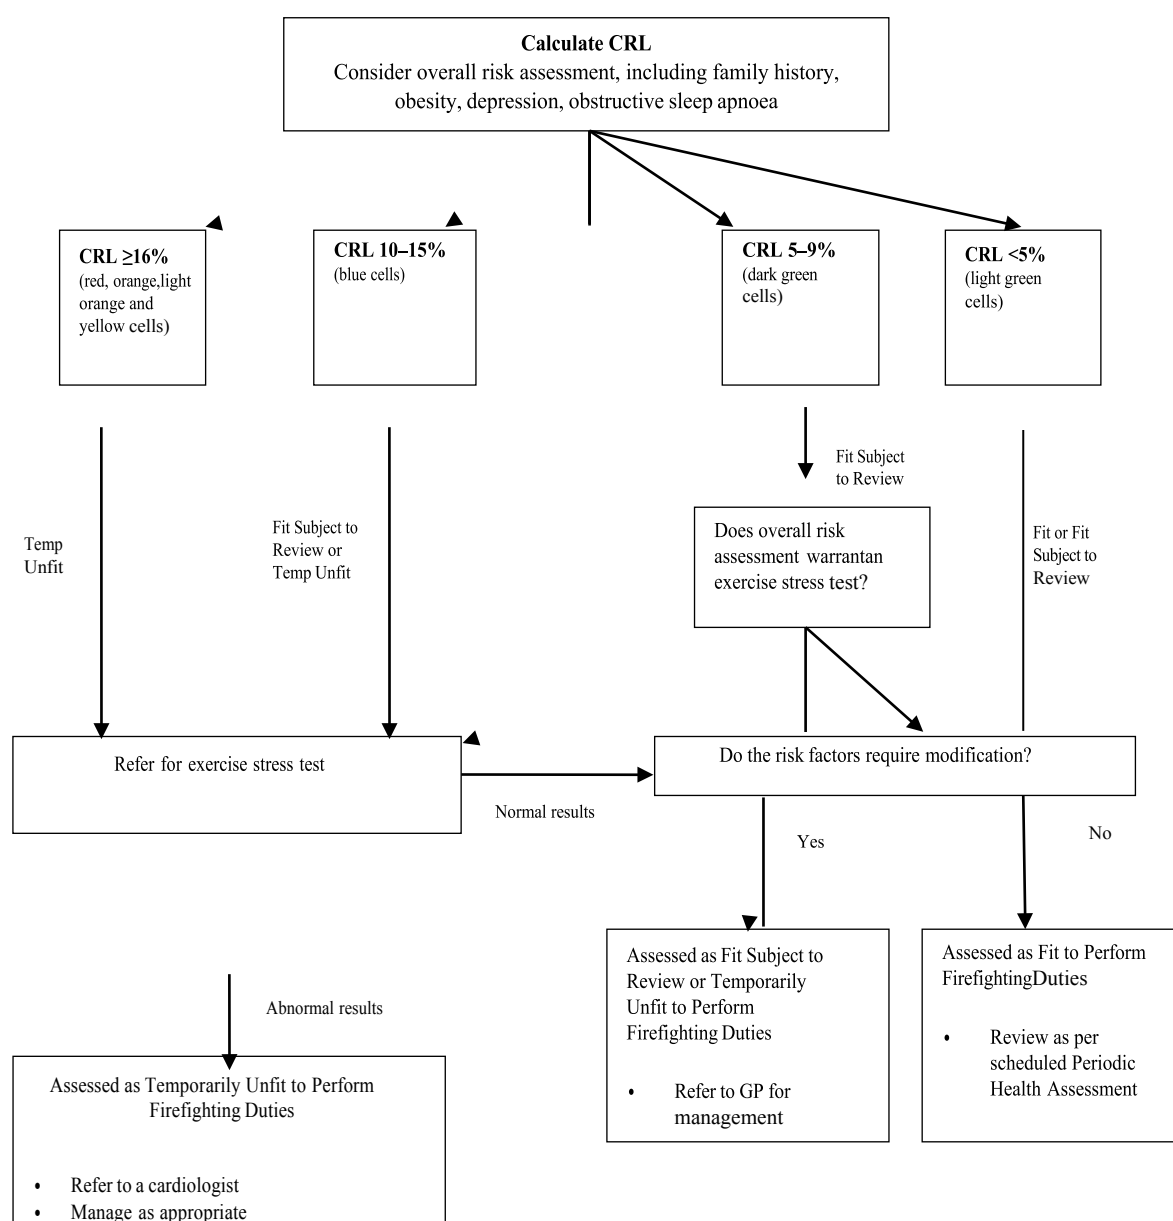 Calculate CRL
Consider overall risk assessment, including family history,
obesity, depression, obstructive sleep apnoea
CRL ≥16%
(red, orange,light
orange and
yellow cells)
CRL 10–15%
(blue cells)
CRL 5–9%
(dark green
cells)
CRL <5%
(light green
cells)
Temp
Unfit
Fit Subject to
Review or
Temp Unfit
Fit Subject
to Review
Does overall risk
assessment warrantan
exercise stress test?
Fit or Fit
Subject to
Review
Refer for exercise stress test
Normal results
Do the risk factors require modification?
Yes
No
Abnormal results
Assessed as Temporarily Unfit to Perform
Firefighting Duties
• Refer to a cardiologist
• Manage as appropriate
Assessed as Fit Subject to
Review or Temporarily
Unfit to Perform
Firefighting Duties
• Refer to GP for
management
Assessed as Fit to Perform
FirefightingDuties
• Review as per
scheduled Periodic
Health Assessment